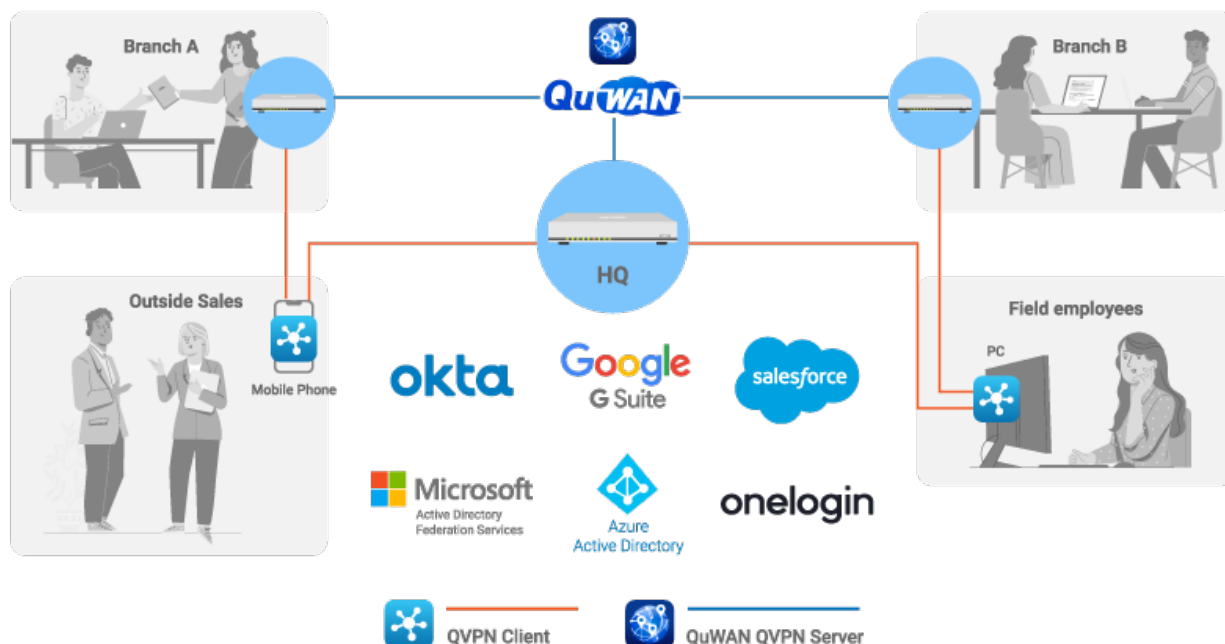 Branch A
QuWAN
Branch B
HQ
Outside Sales
Mobile Phone
Field employees
PC
okta
Google
G Suite
salesforce
Microsoft
Active Directory
Federation Services
Azure
Active Directory
onelogin
QVPN Client
QuWAN QVPN Server